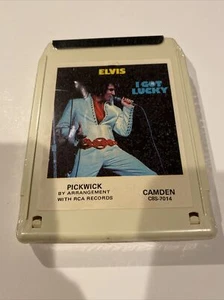 ELVIS
I GOT
LUCKY
PICKWICK
BY ARRANGEMENT
WITH RCA RECORDS
CAMDEN
C8S-7014